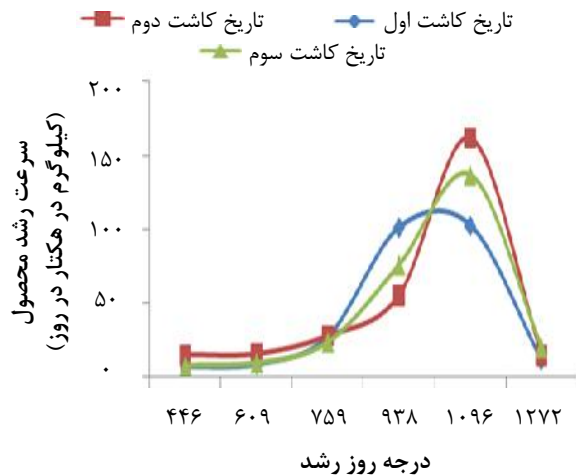 تاریخ کاشت اول
تاریخ کاشت دوم
تاریخ کاشت سوم
سرعت رشد محصول
(کیلوگرم در هکتار در روز)
۲۰۰
۱۵۰
۱۰۰
۵۰
۰
۴۴۶ ۶۰۹ ۷۵۹ ۹۳۸ ۱۰۹۶ ۱۲۷۲
درجه روز رشد